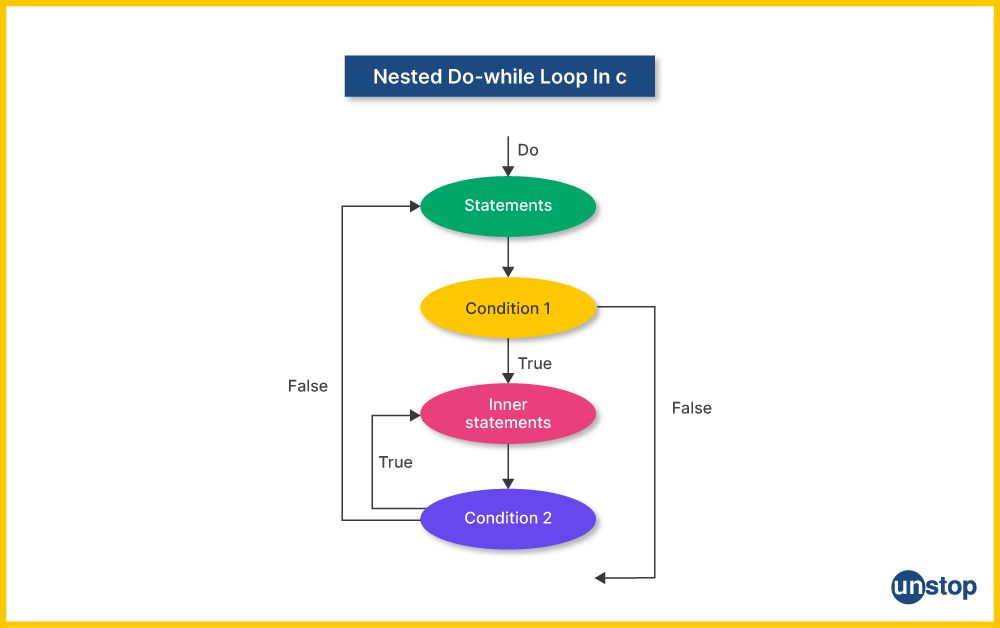 Nested Do-while Loop In c
Do
Statements
Condition 1
True
False
False
Inner
statements
True
Condition 2
unstop